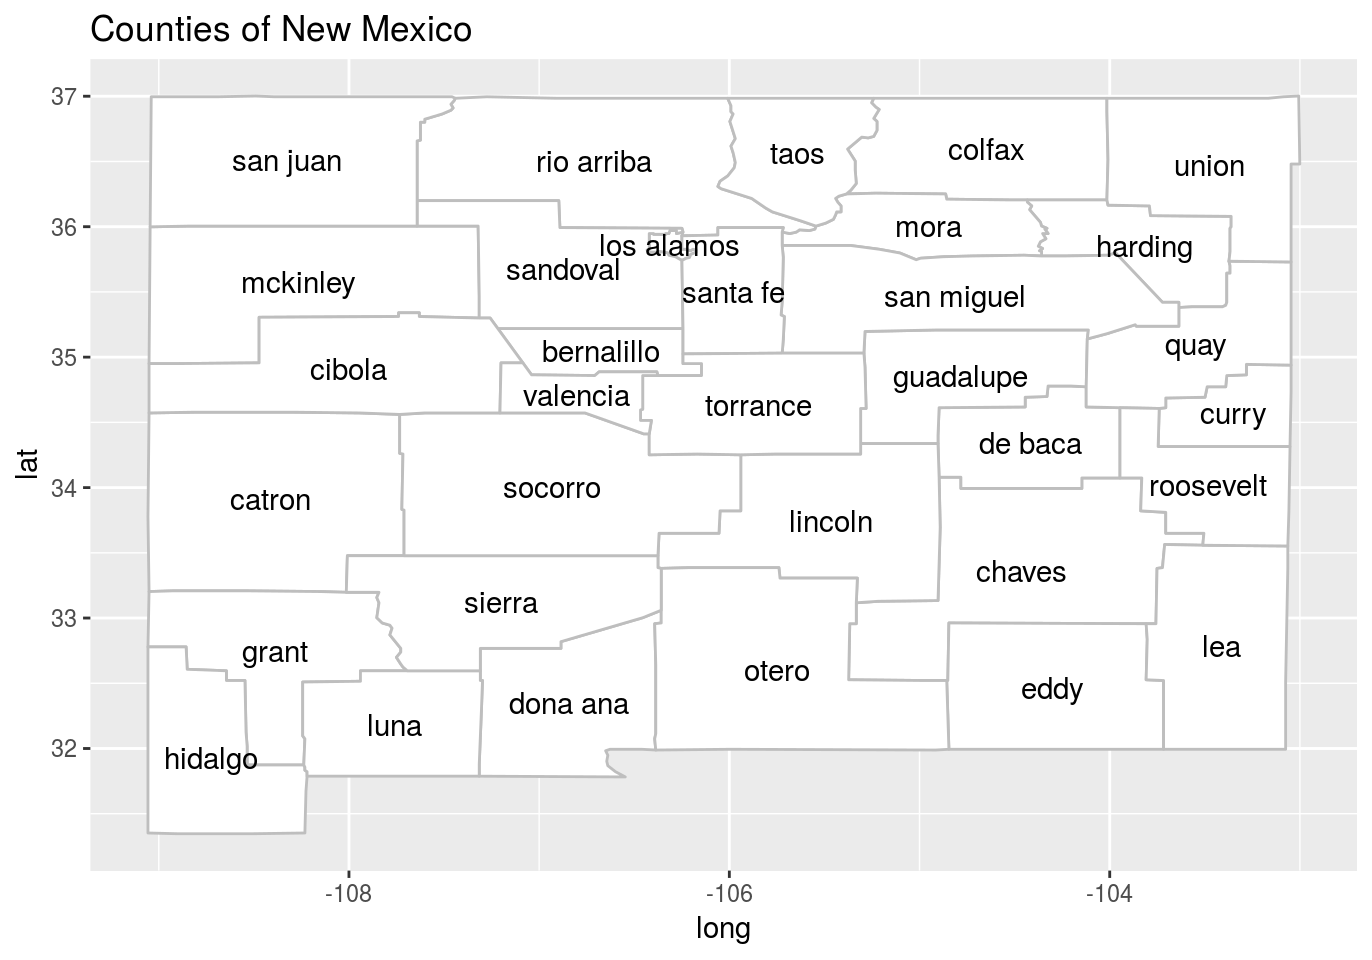 Counties of New Mexico
37
36
35
34
33
32
lat
san juan
rio arriba
taos
colfax
union
mora
los alamos
harding
sandoval
mckinley
santa fe
san miguel
bernalillo
quay
cibola
guadalupe
valencia
torrance
curry
de baca
socorro
roosevelt
catron
lincoln
chaves
sierra
grant
lea
otero
eddy
dona ana
luna
hidalgo
-108
-106
-104
long